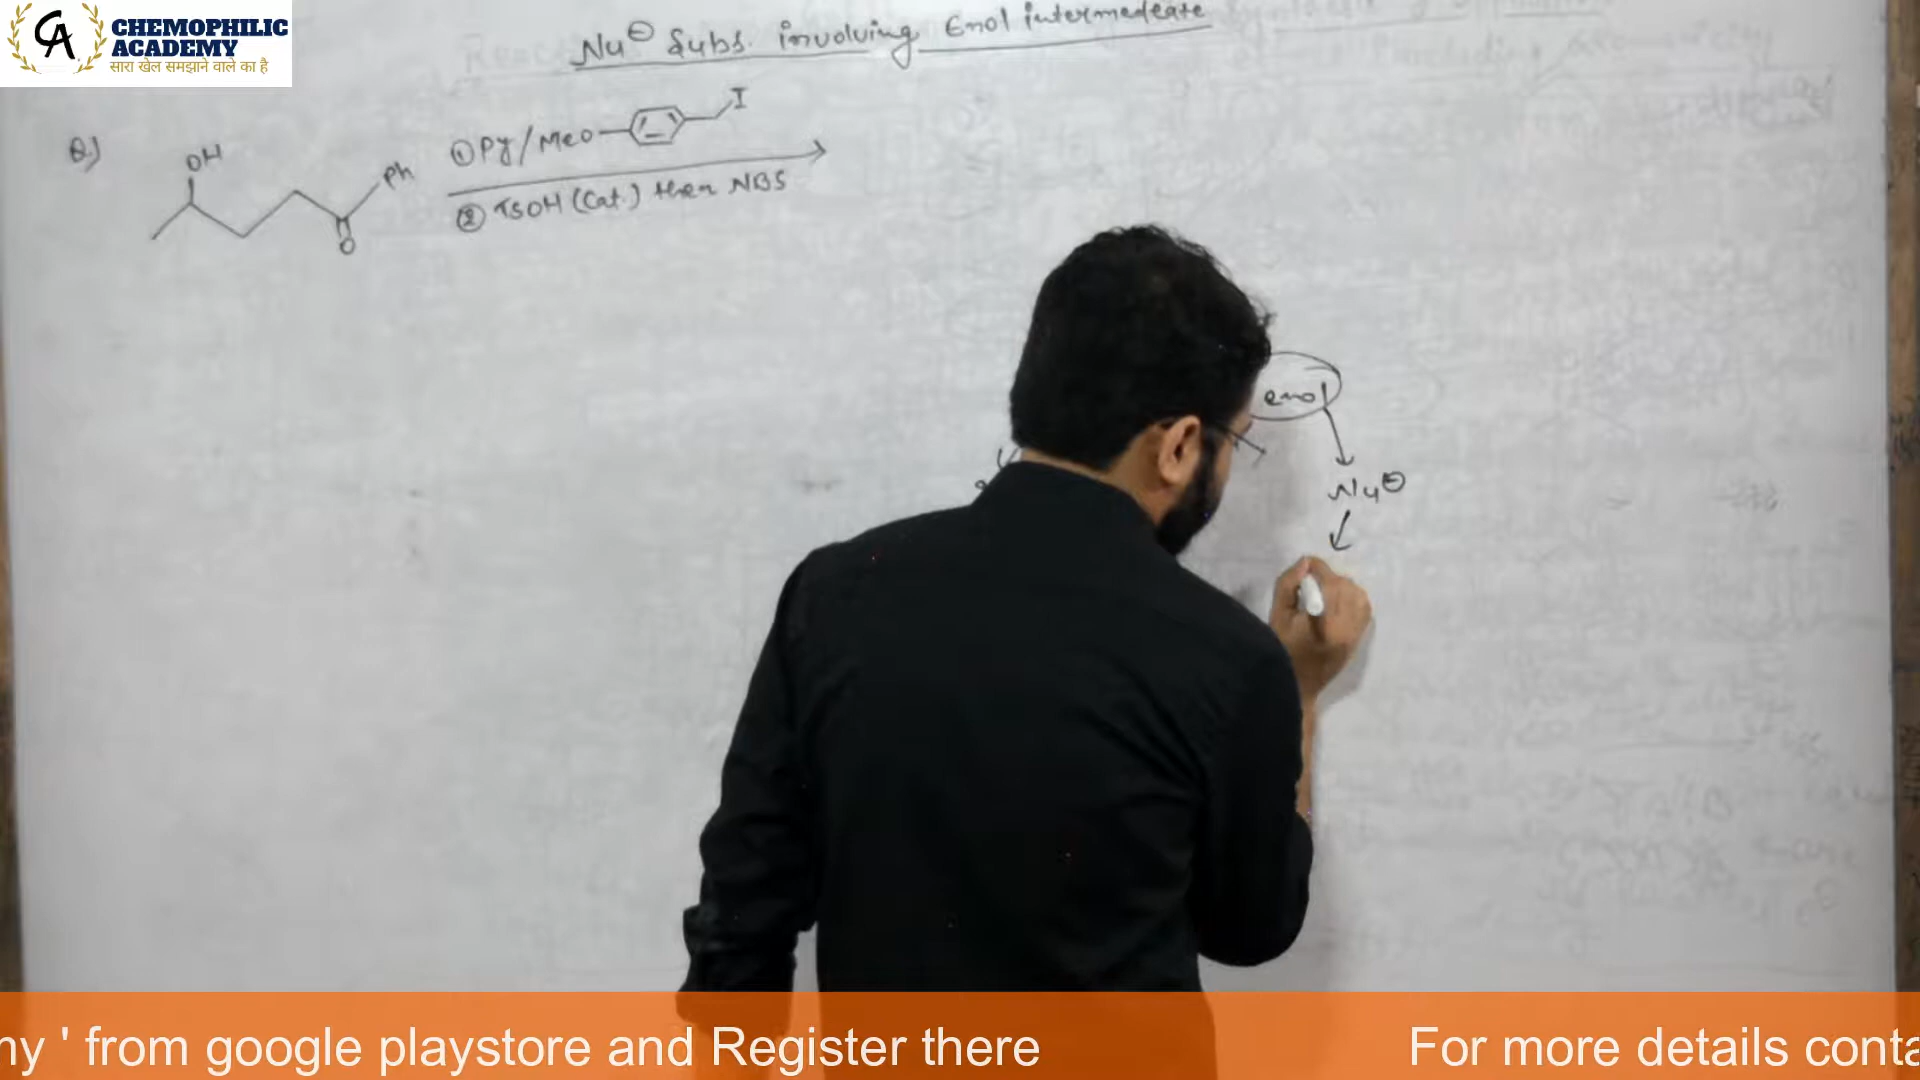 CHEMOPHILIC
ACADEMY
सारा खेल समझाने वाले का है
Nu⊖ Subs. involving Enol intermedeate
Q.)
OH
Ph
O
① Py/MeO
I
② TSOH (Cat.) then NBS
enol
Nu⊖
ny ' from google playstore and Register there
For more details conta